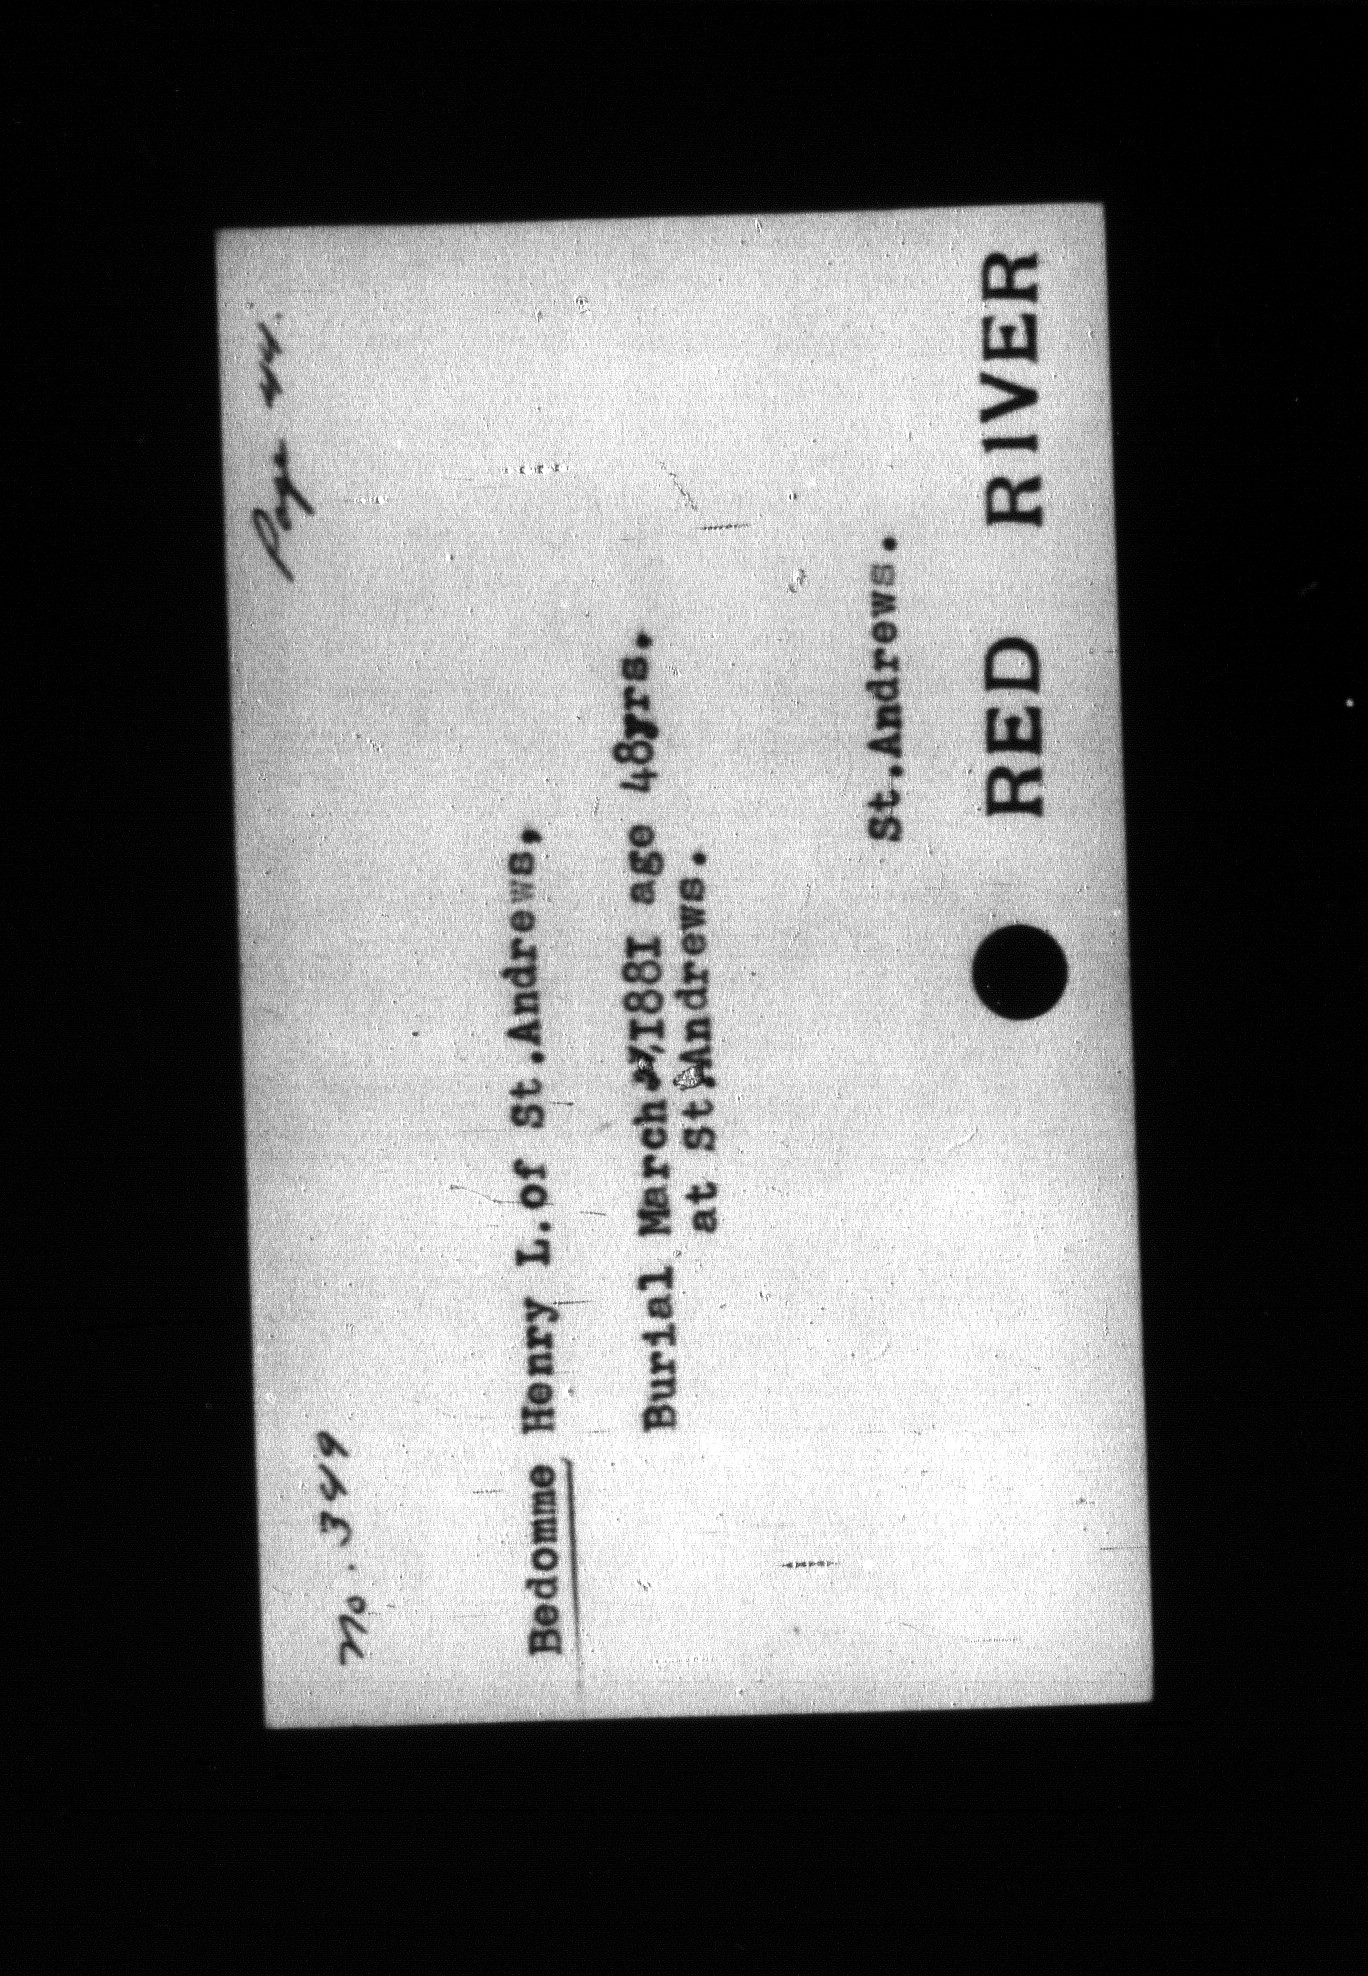 Page
No. 349
Bedomme Henry L.of St.Andrews,
Burial March ,1881 age 48yrs.
at St.Andrews.
St.Andrews.
RED RIVER